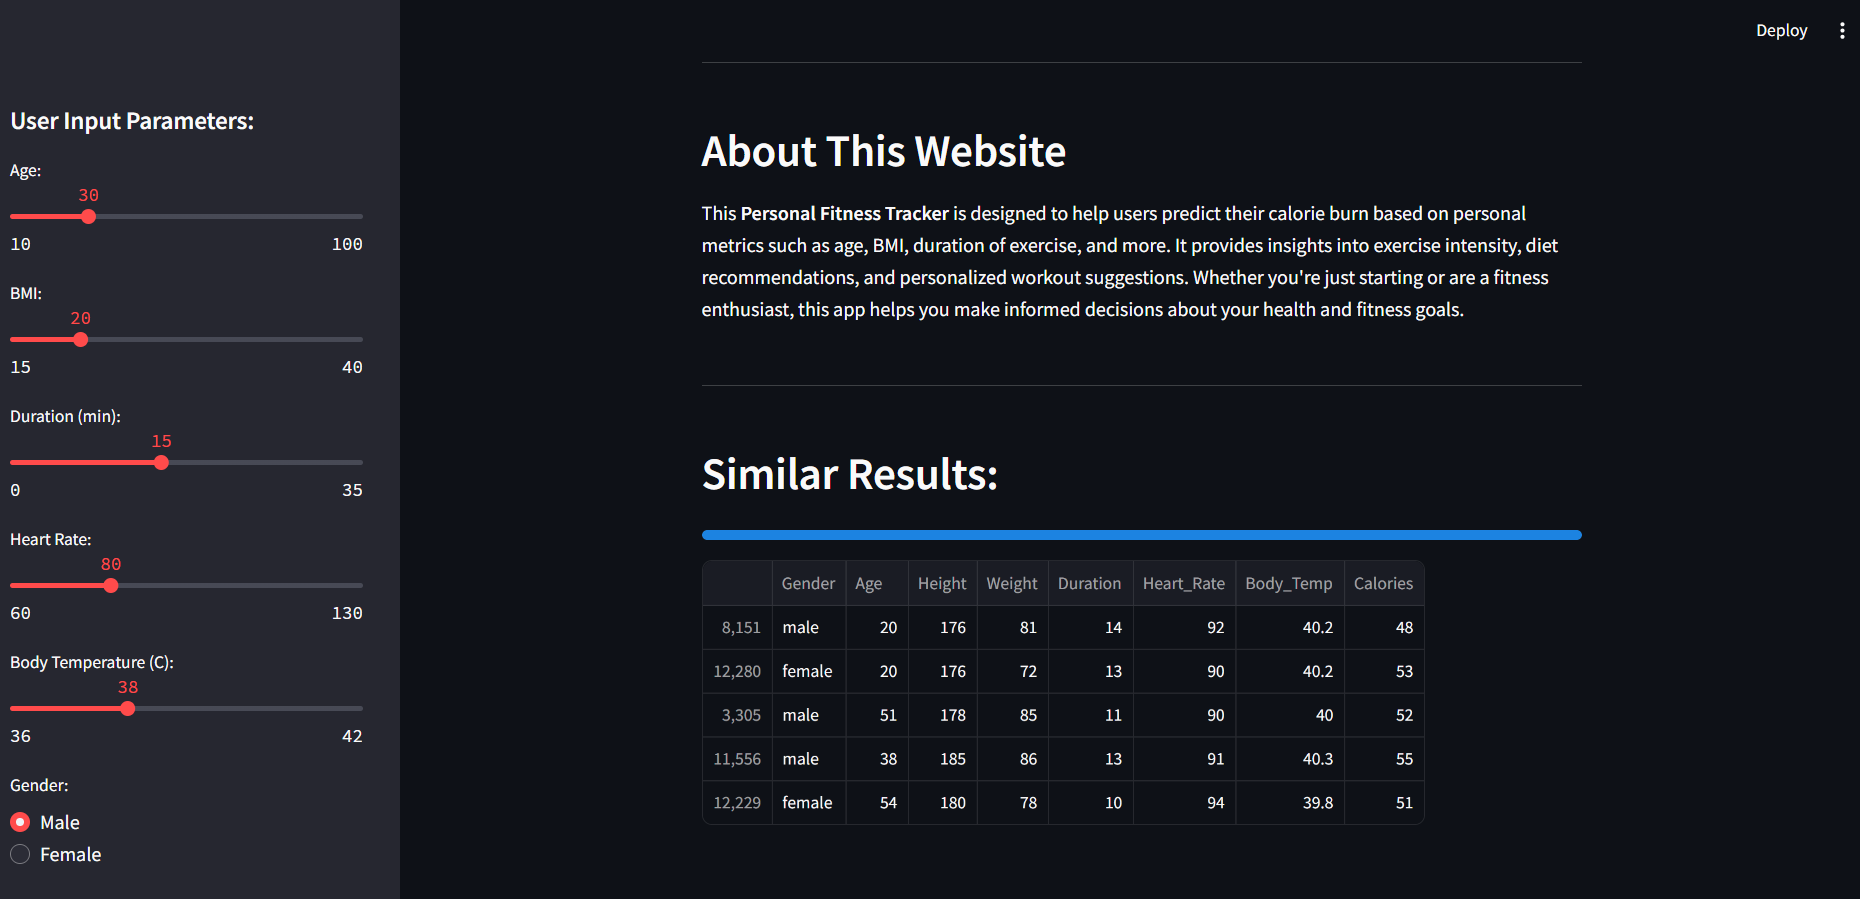 Deploy
User Input Parameters:
Age:
30
10 100
BMI:
20
15 40
Duration (min):
15
0 35
Heart Rate:
80
60 130
Body Temperature (C):
38
36 42
Gender:
Male
Female
About This Website
This Personal Fitness Tracker is designed to help users predict their calorie burn based on personal
metrics such as age, BMI, duration of exercise, and more. It provides insights into exercise intensity, diet
recommendations, and personalized workout suggestions. Whether you're just starting or are a fitness
enthusiast, this app helps you make informed decisions about your health and fitness goals.
Similar Results:
Gender Age Height Weight Duration Heart_Rate Body_Temp Calories
8,151 male 20 176 81 14 92 40.2 48
12,280 female 20 176 72 13 90 40.2 53
3,305 male 51 178 85 11 90 40 52
11,556 male 38 185 86 13 91 40.3 55
12,229 female 54 180 78 10 94 39.8 51